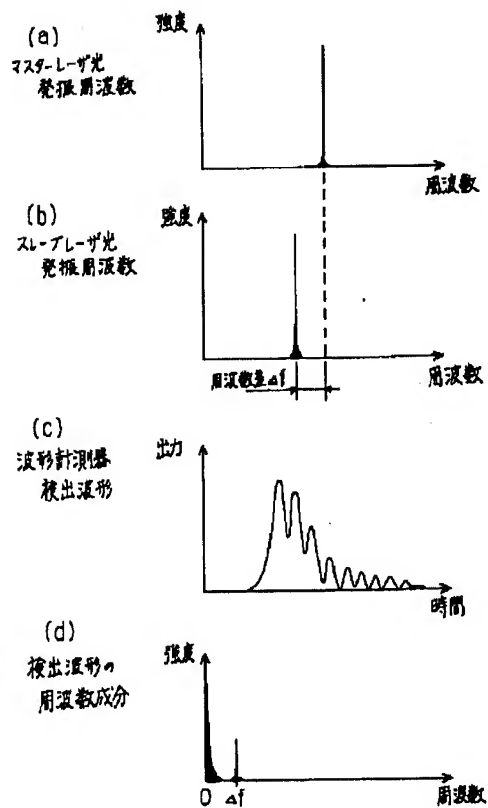 (a)
マスターレーザ光
発振周波数
強度
周波数
(b)
スレーブレーザ光
発振周波数
強度
周波数
周波数差Δf
(c)
波形計測器
検出波形
出力
時間
(d)
検出波形の
周波数成分
強度
0 Δf
周波数